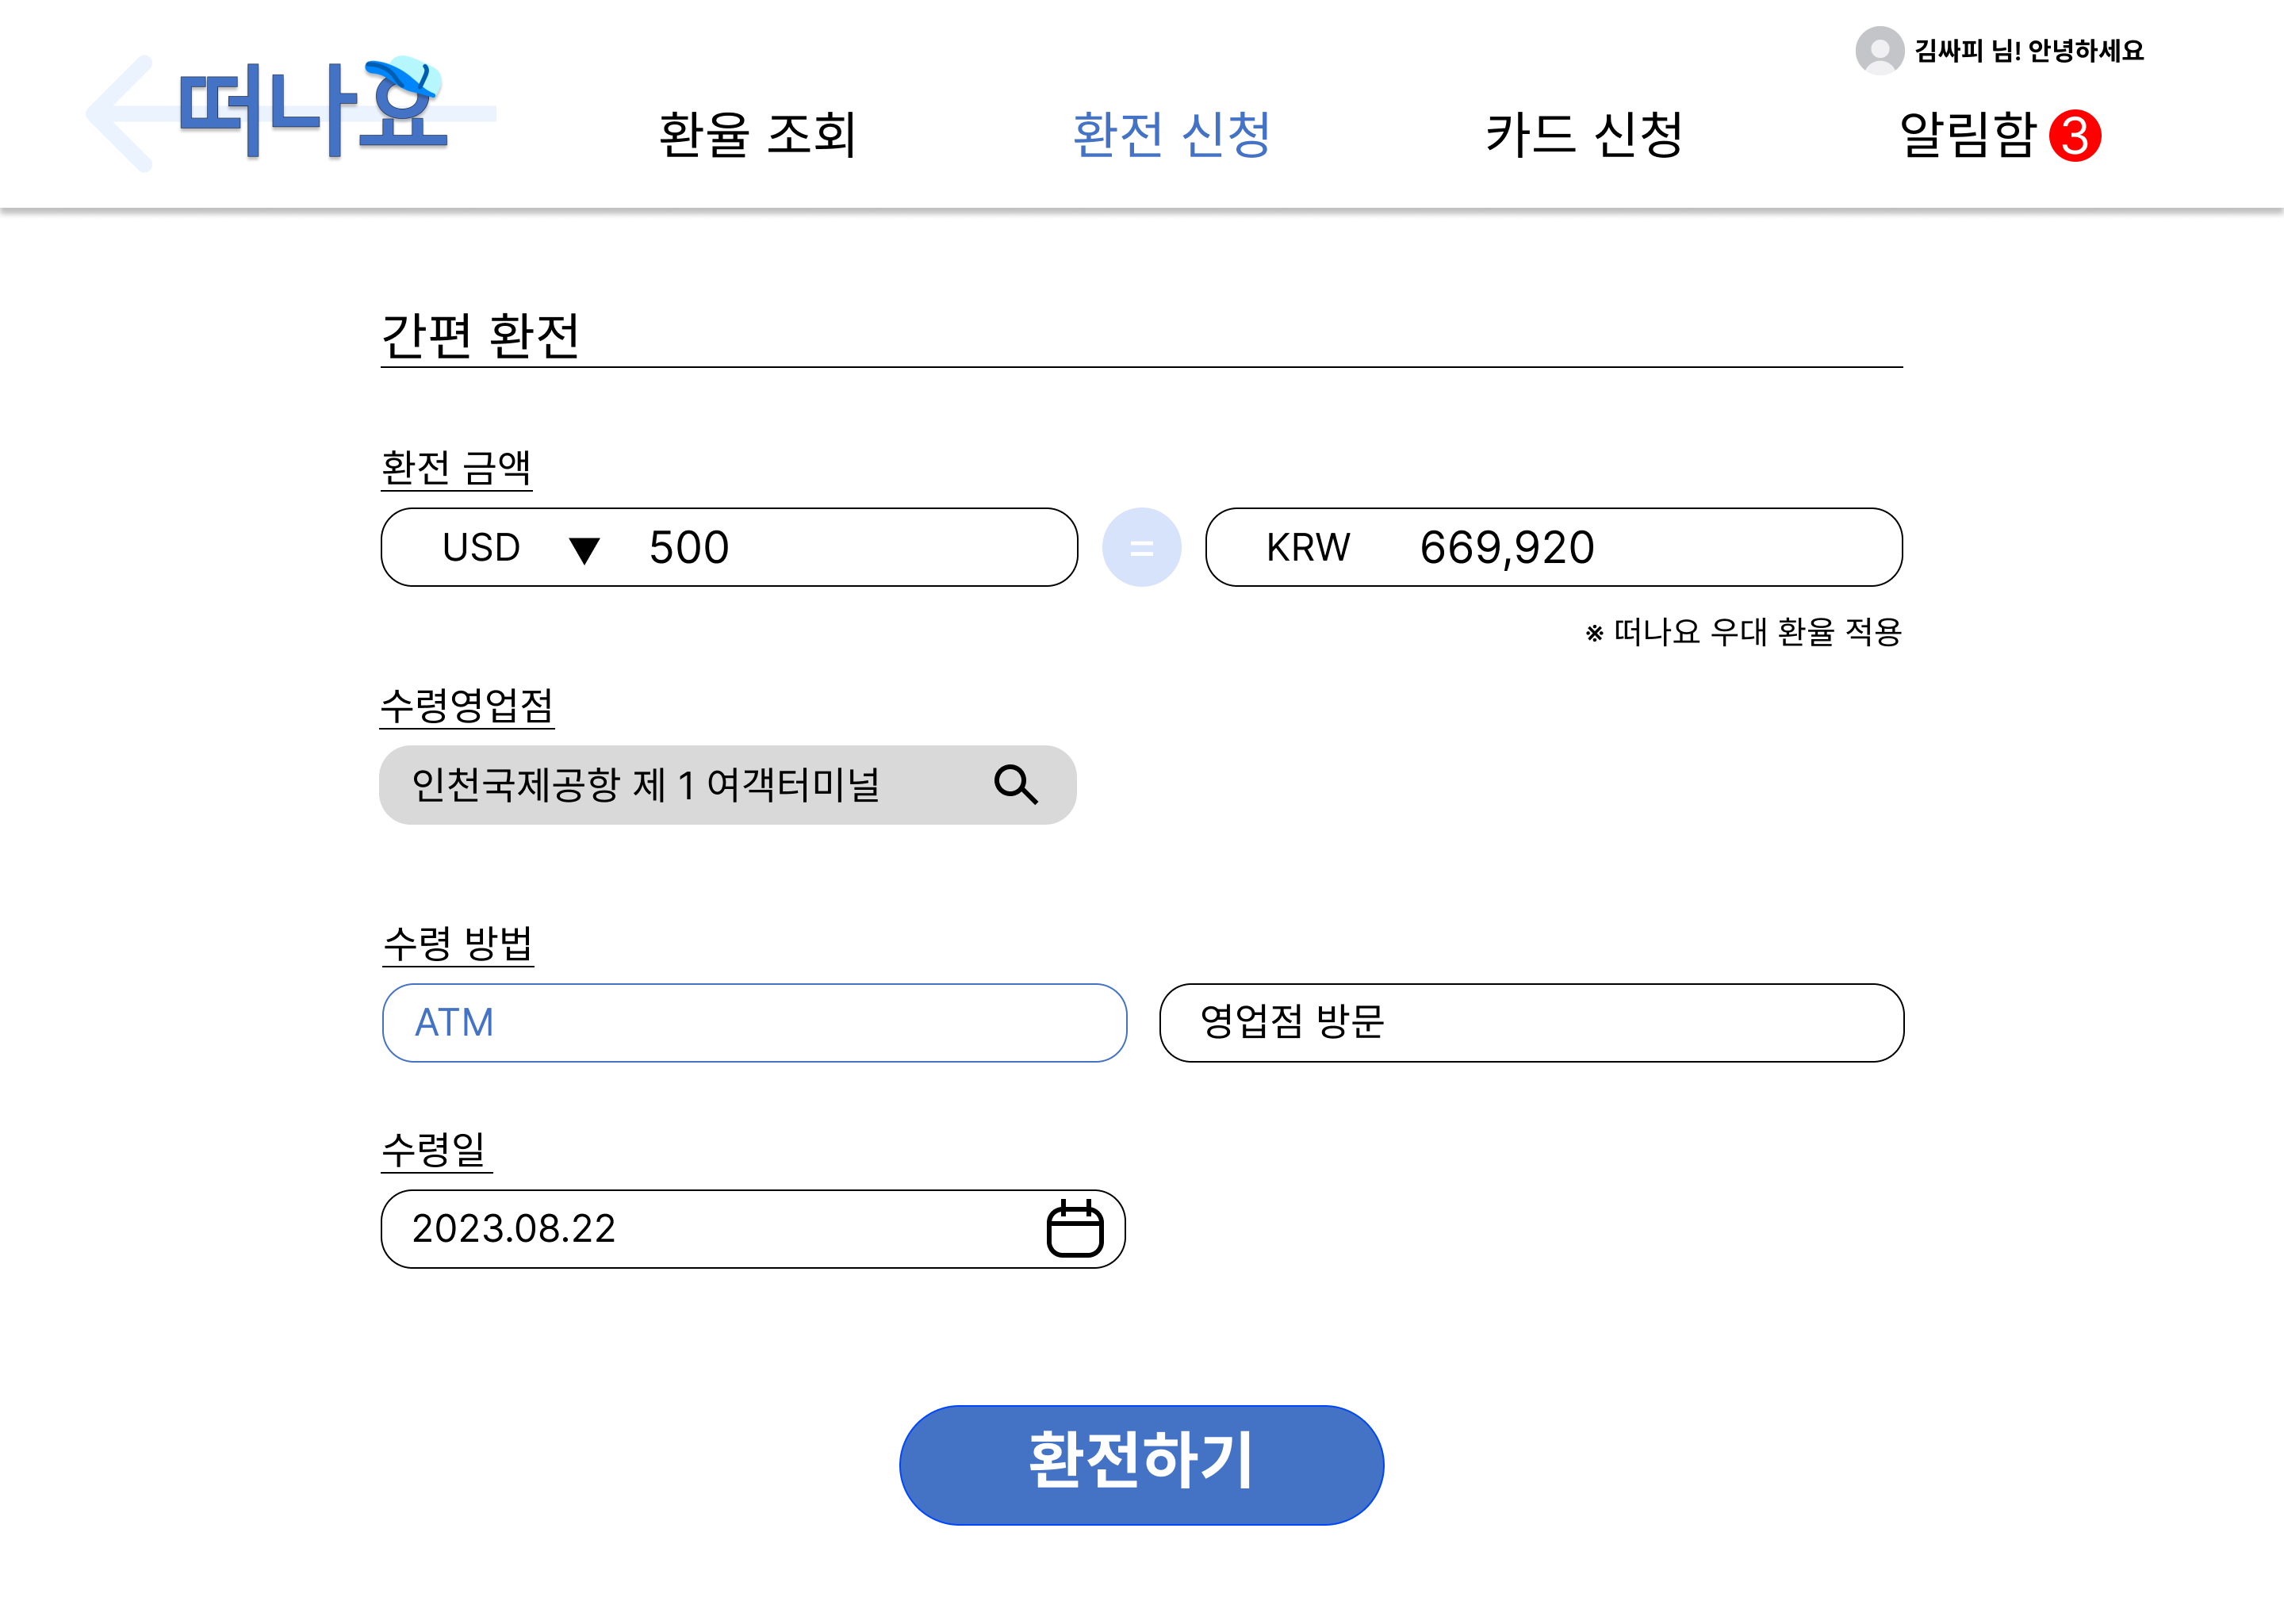 김싸피 님! 안녕하세요
떠나요
환율 조회
환전 신청
카드 신청
알림함 3
간편 환전
환전 금액
USD ▼ 500 = KRW 669,920
※ 떠나요 우대 환율 적용
수령영업점
인천국제공항 제 1 여객터미널
수령 방법
ATM
영업점 방문
수령일
2023.08.22
환전하기